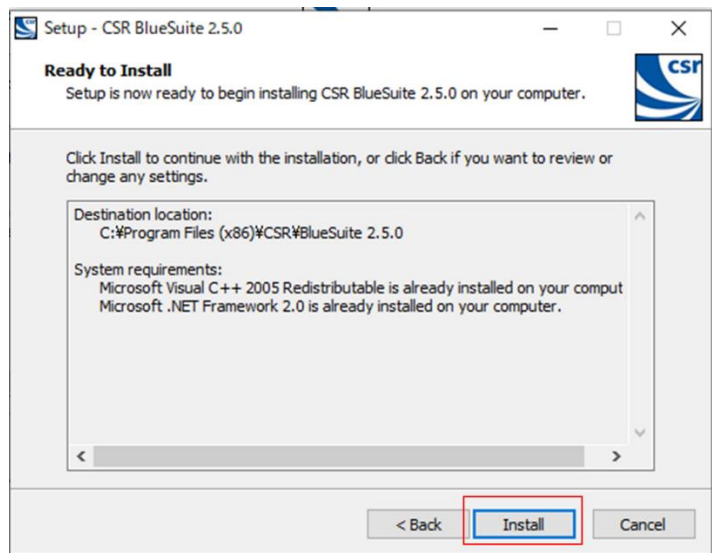 Setup - CSR BlueSuite 2.5.0
Ready to Install
Setup is now ready to begin installing CSR BlueSuite 2.5.0 on your computer.
csr
Click Install to continue with the installation, or click Back if you want to review or
change any settings.
Destination location:
C:¥Program Files (x86)¥CSR¥BlueSuite 2.5.0
System requirements:
Microsoft Visual C++ 2005 Redistributable is already installed on your comput
Microsoft .NET Framework 2.0 is already installed on your computer.
< Back Install Cancel